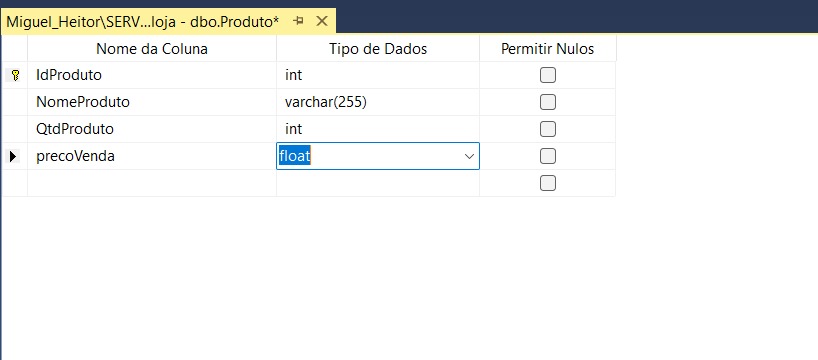 Miguel_Heitor\SERV...loja - dbo.Produto*
Nome da Coluna Tipo de Dados Permitir Nulos
IdProduto int
NomeProduto varchar(255)
QtdProduto int
precoVenda float